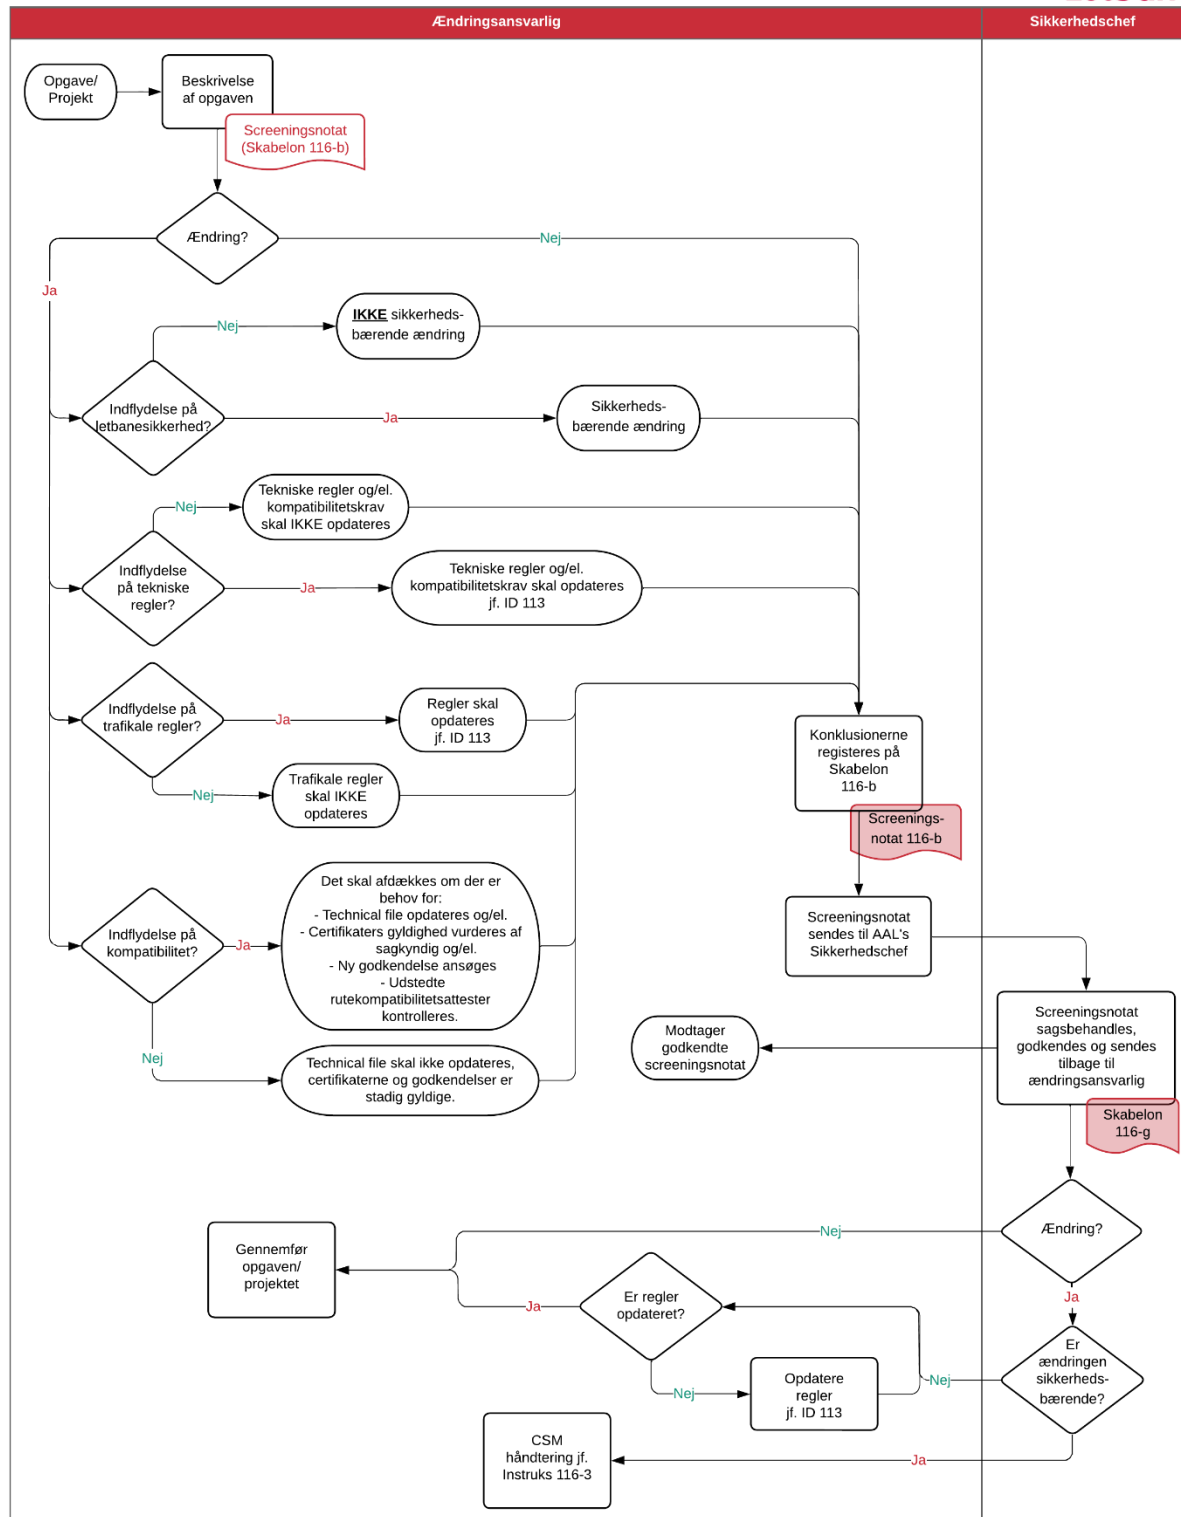 Ændringsansvarlig
Sikkerhedschef
Opgave/
Projekt
Beskrivelse
af opgaven
Screeningsnotat
(Skabelon 116-b)
Ændring?
Nej
Ja
IKKE sikkerheds-
bærende ændring
Nej
Indflydelse på
letbanesikkerhed?
Ja
Sikkerheds-
bærende ændring
Tekniske regler og/el.
kompatibilitetskrav
skal IKKE opdateres
Nej
Indflydelse
på tekniske
regler?
Ja
Tekniske regler og/el.
kompatibilitetskrav skal opdateres
jf. ID 113
Indflydelse på
trafikale regler?
Ja
Regler skal
opdateres
jf. ID 113
Nej
Trafikale regler
skal IKKE
opdateres
Konklusionerne
registeres på
Skabelon
116-b
Screenings-
notat 116-b
Indflydelse på
kompatibilitet?
Ja
Det skal afdækkes om der er
behov for:
- Technical file opdateres og/el.
- Certifikaters gyldighed vurderes af
sagkyndig og/el.
- Ny godkendelse ansøges
- Udstedte
rutekompatibilitetsattester
kontrolleres.
Nej
Technical file skal ikke opdateres,
certifikaterne og godkendelser er
stadig gyldige.
Screeningsnotat
sendes til AAL's
Sikkerhedschef
Screeningsnotat
sagsbehandles,
godkendes og sendes
tilbage til
ændringsansvarlig
Skabelon
116-g
Modtager
godkendte
screeningsnotat
Ændring?
Nej
Ja
Gennemfør
opgaven/
projektet
Er regler
opdateret?
Ja
Nej
Opdatere
regler
jf. ID 113
Nej
Er
ændringen
sikkerheds-
bærende?
Ja
CSM
håndtering jf.
Instruks 116-3